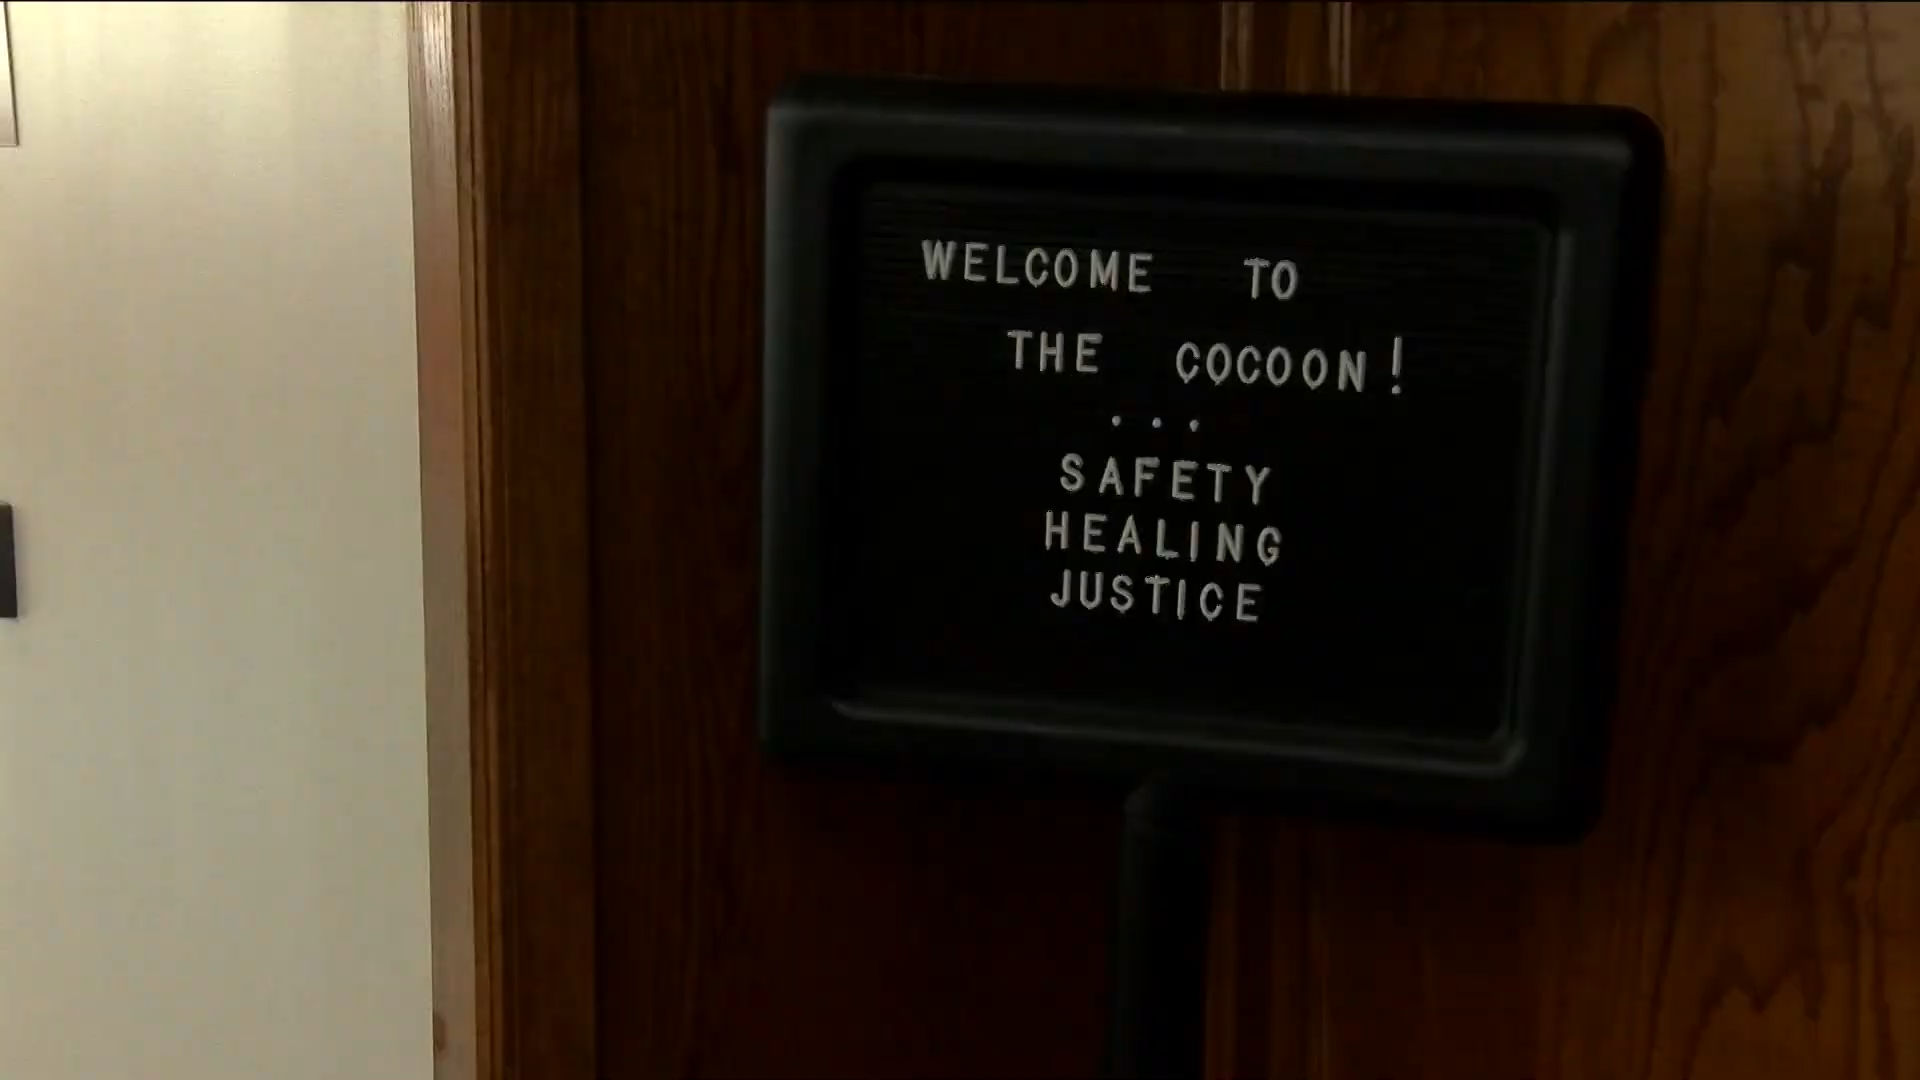 WELCOME TO
THE COCOON!
...
SAFETY
HEALING
JUSTICE